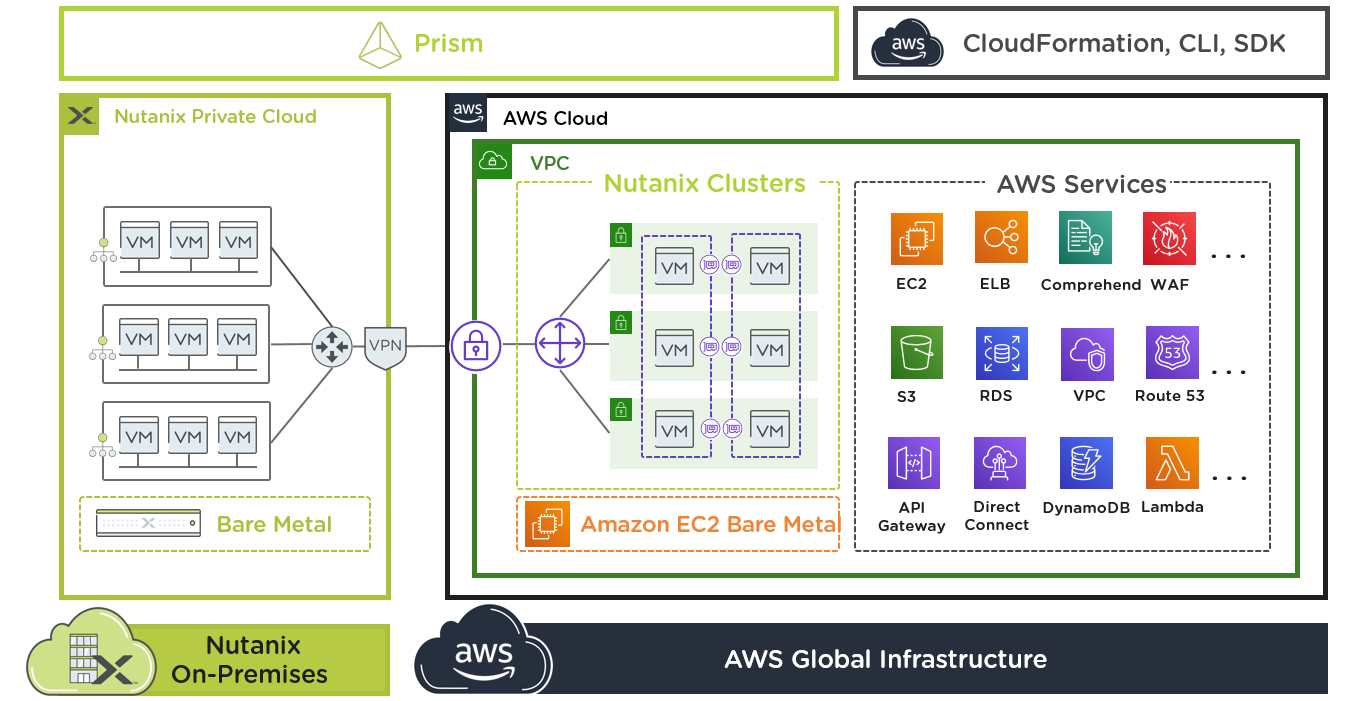 Prism
aws
CloudFormation, CLI, SDK
Nutanix Private Cloud
aws
AWS Cloud
VPC
Nutanix Clusters
AWS Services
VM VM VM
VM VM
EC2 ELB Comprehend WAF
...
VM VM VM
VPN
VM VM
53
S3 RDS VPC Route 53
...
VM VM VM
VM VM
</>
λ
API Gateway
Direct Connect
DynamoDB
Lambda
...
Bare Metal
Amazon EC2 Bare Metal
Nutanix
On-Premises
aws
AWS Global Infrastructure